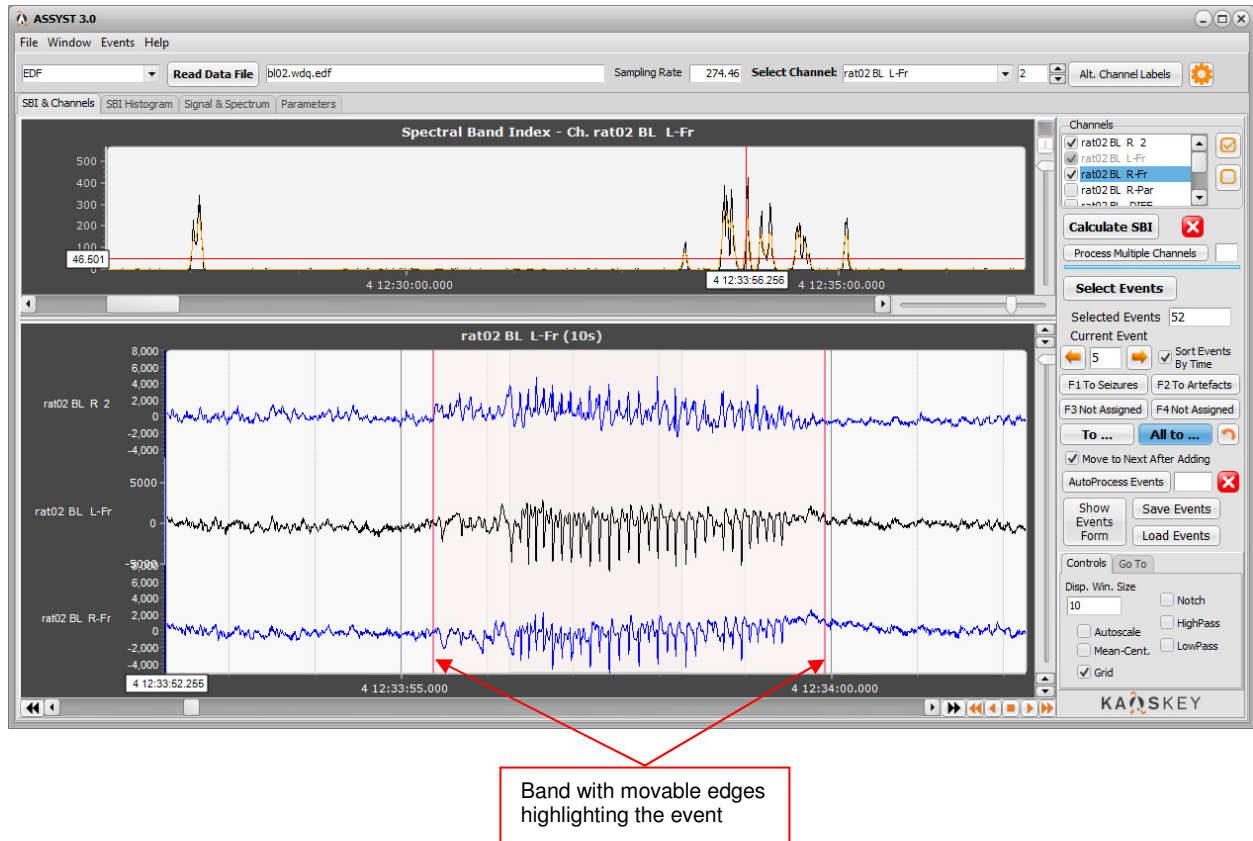 ASSYST 3.0
File Window Events Help
EDF Read Data File bl02.wdq.edf Sampling Rate 274.46 Select Channel: rat02 BL L-Fr 2 Alt. Channel Labels
SBI & Channels SBI Histogram Signal & Spectrum Parameters
Spectral Band Index - Ch. rat02 BL L-Fr
500
400
300
200
100
46.501
0
4 12:30:00.000 4 12:33:56.256 4 12:35:00.000
rat02 BL L-Fr (10s)
8,000
6,000
4,000
rat02 BL R 2 2,000
0
-2,000
-4,000
5000
rat02 BL L-Fr
0
-5000
8,000
6,000
4,000
rat02 BL R-Fr 2,000
0
-2,000
-4,000
4 12:33:52.255 4 12:33:55.000 4 12:34:00.000
Channels
rat02 BL R 2
rat02 BL L-Fr
rat02 BL R-Fr
rat02 BL R-Par
rat02 BL DIFF
Calculate SBI
Process Multiple Channels
Select Events
Selected Events 52
Current Event
5 Sort Events
By Time
F1 To Seizures F2 To Artefacts
F3 Not Assigned F4 Not Assigned
To ... All to ...
Move to Next After Adding
AutoProcess Events
Show
Events
Form
Save Events
Load Events
Controls Go To
Disp. Win. Size
10 Notch
HighPass
Autoscale
LowPass
Mean-Cent.
Grid
KAOSKEY
Band with movable edges
highlighting the event